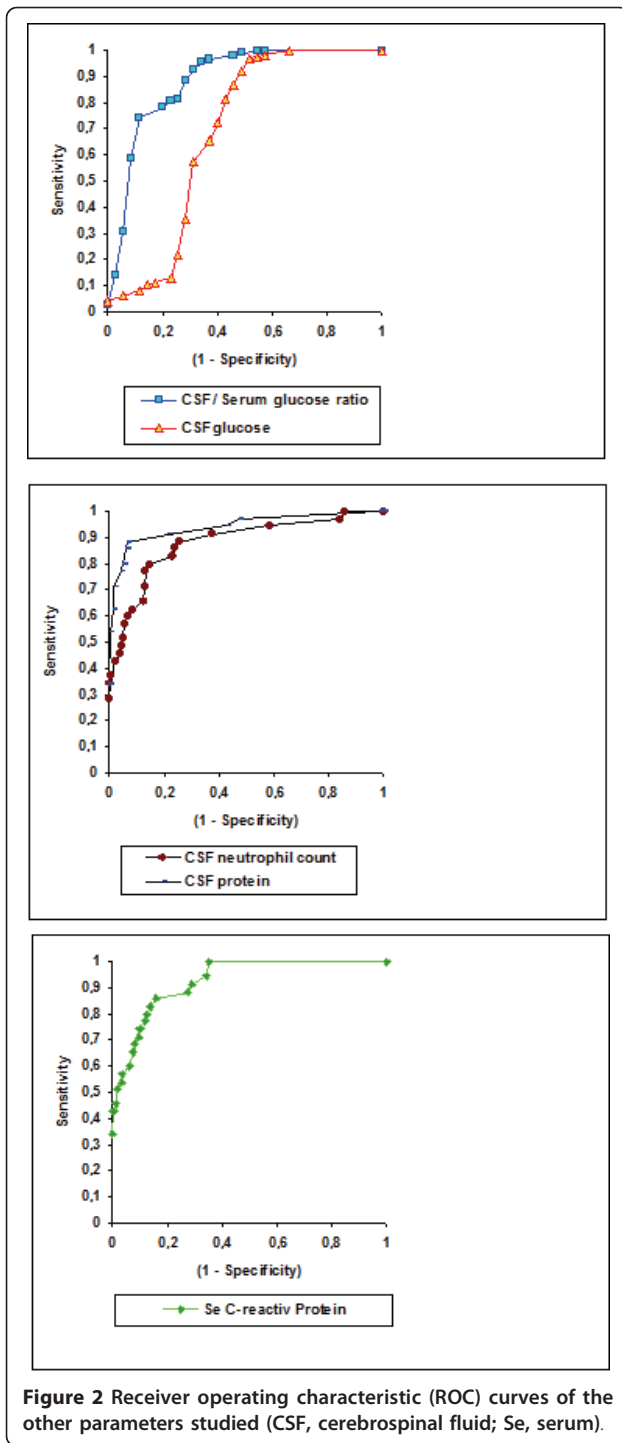 1
0,9
0,8
0,7
0,6
0,5
0,4
0,3
0,2
0,1
0
Sensitivity
0 0,2 0,4 0,6 0,8 1
(1 - Specificity)
CSF/ Serum glucose ratio
CSF glucose
1
0,9
0,8
0,7
0,6
0,5
0,4
0,3
0,2
0,1
0
Sensitivity
0 0,2 0,4 0,6 0,8 1
(1 - Specificity)
CSF neutrophil count
CSF protein
1
0,9
0,8
0,7
0,6
0,5
0,4
0,3
0,2
0,1
0
Sensitivity
0 0,2 0,4 0,6 0,8 1
(1 - Specificity)
Se C-reactiv Protein
Figure 2 Receiver operating characteristic (ROC) curves of the
other parameters studied (CSF, cerebrospinal fluid; Se, serum).